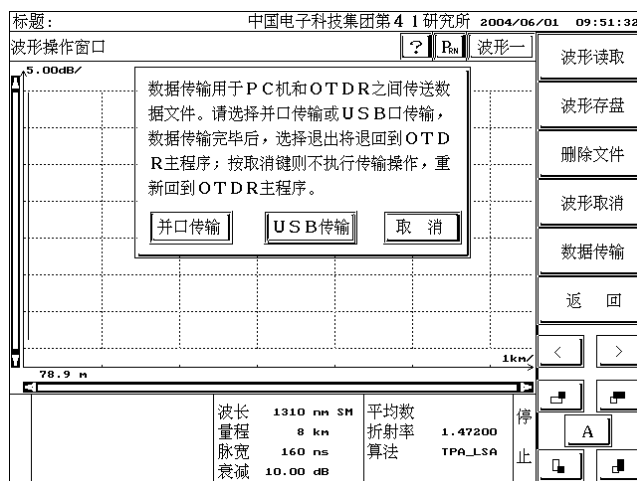 标题: 中国电子科技集团第４１研究所 2004/06/01 09:51:32
波形操作窗口 ? PRN 波形一
5.00dB/
数据传输用于ＰＣ机和ＯＴＤＲ之间传送数
据文件。请选择并口传输或ＵＳＢ口传输，
数据传输完毕后，选择退出将退回到ＯＴＤ
Ｒ主程序；按取消键则不执行传输操作，重
新回到ＯＴＤＲ主程序。
并口传输 ＵＳＢ传输 取 消
1km/
78.9 m
波形读取
波形存盘
删除文件
波形取消
数据传输
返 回
< >
A
波长 1310 nm SM
量程 8 km
脉宽 160 ns
衰减 10.00 dB
平均数
折射率 1.47200
算法 TPA_LSA
停
止